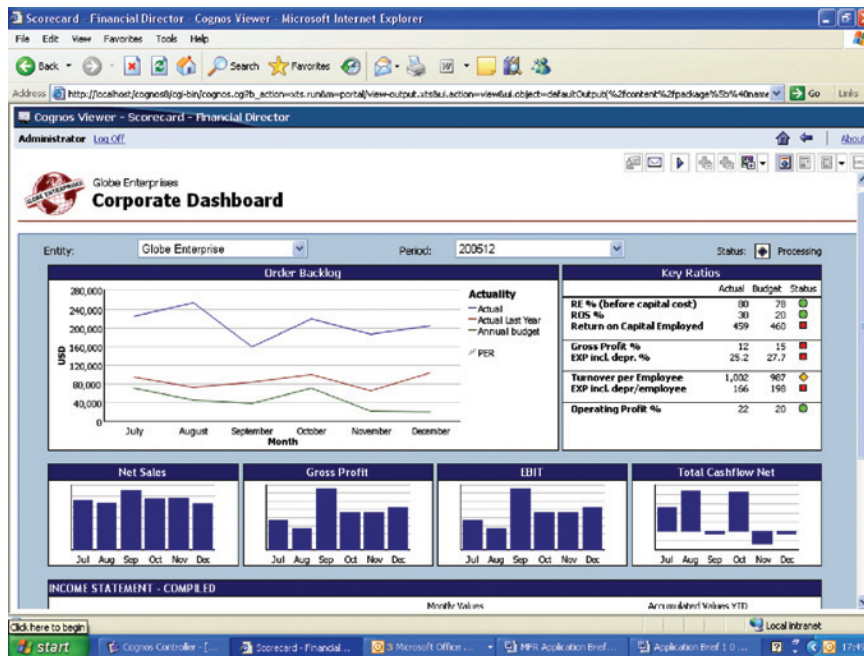 Scorecard - Financial Director - Cognos Viewer - Microsoft Internet Explorer
File Edit View Favorites Tools Help
Back Search Favorites
Address http://localhost/cognos8/cgi-bin/cognos.cgi?b_action=xts.run&m=portal/view-output.xts&ui.action=view&ui.object=defaultOutput(%2fcontent%2fpackage%5b%40name Go Links
Cognos Viewer - Scorecard - Financial Director
Administrator Log Off About
GLOBE ENTERPRISES
Globe Enterprises
Corporate Dashboard
Entity: Globe Enterprise Period: 200512 Status: Processing
Order Backlog
280,000
240,000
200,000
160,000
120,000
80,000
40,000
0
USD
July August September October November December
Month
Actuality
Actual
Actual Last Year
Annual budget
PER
Key Ratios
Actual Budget Status
RE % (before capital cost) 80 78
ROS % 30 20
Return on Capital Employed 459 460
Gross Profit % 12 15
EXP incl. depr. % 25.2 27.7
Turnover per Employee 1,002 987
EXP incl. depr/employee 166 198
Operating Profit % 22 20
Net Sales Gross Profit EBIT Total Cashflow Net
Jul Aug Sep Oct Nov Dec Jul Aug Sep Oct Nov Dec Jul Aug Sep Oct Nov Dec Jul Aug Sep Oct Nov Dec
INCOME STATEMENT - COMPILED
Montly Values Accumulated Values YTD
Click here to begin Local intranet
start Cognos Controller - [... Scorecard - Financial... 3 Microsoft Office ... MFR Application Brief... Application Brief 1 0 ...